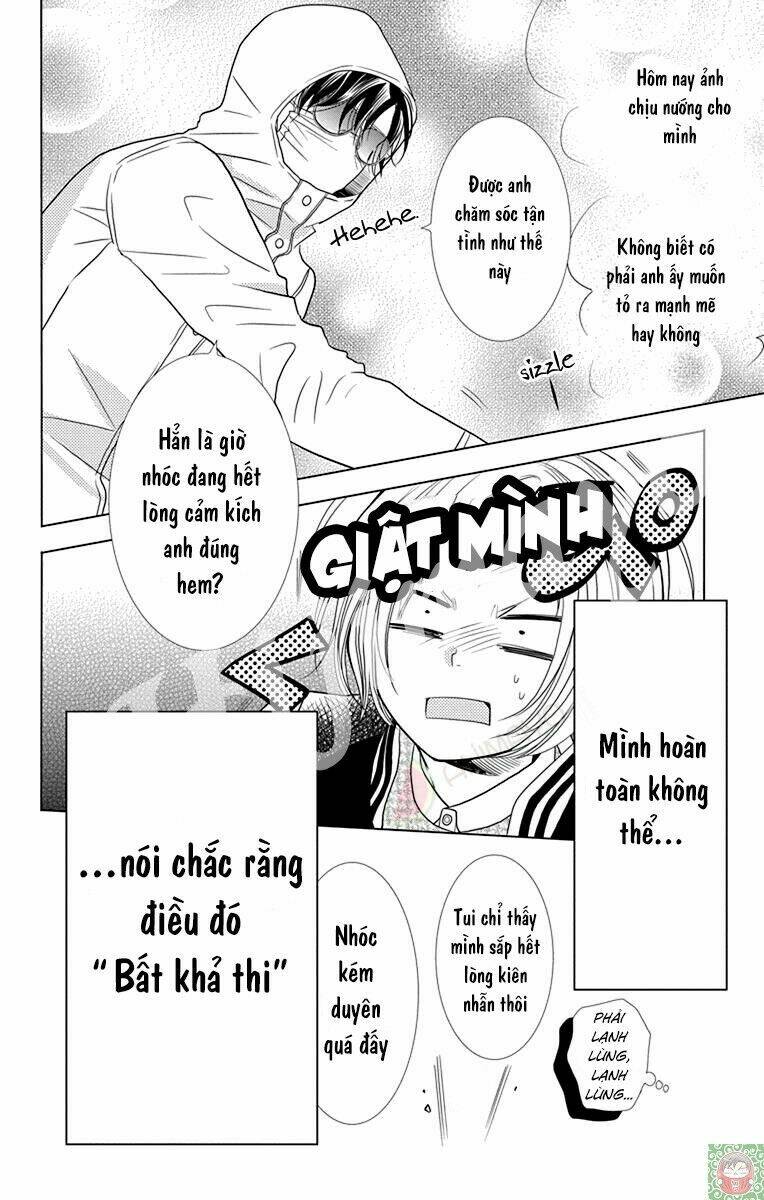 Hôm nay ảnh
chịu nướng cho
mình
Không biết có
phải anh ấy muốn
tỏ ra mạnh mẽ
hay không
Được anh
chăm sóc tận
tình như thế
này
Hehehe.
sizzle
Hẳn là giờ
nhóc đang hết
lòng cảm kích
anh đúng
hem?
GIẬT MÌNH
Mình hoàn
toàn không
thể...
...nói chắc rằng
điều đó
“Bất khả thi”
Tui chỉ thấy
mình sắp hết
lòng kiên
nhẫn thôi
Nhóc
kém
duyên
quá đấy
PHẢI
LẠNH
LÙNG,
LẠNH
LÙNG...